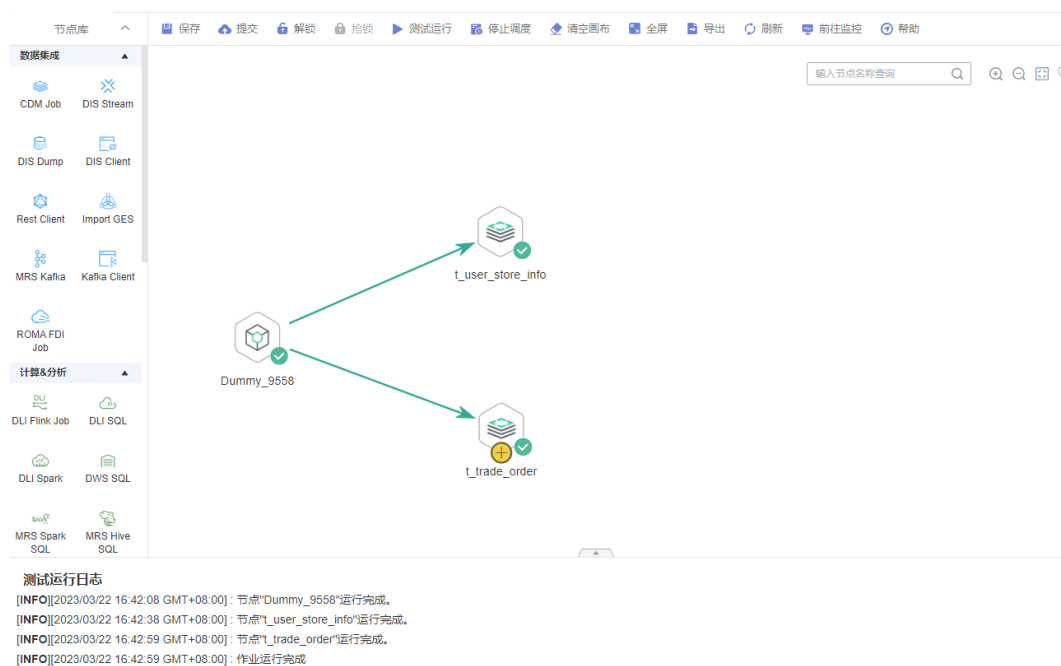 节点库
保存 提交 解锁 抢锁 测试运行 停止调度 清空画布 全屏 导出 刷新 前往监控 帮助
数据集成
输入节点名称查询
CDM Job DIS Stream
DIS Dump DIS Client
Rest Client Import GES
MRS Kafka Kafka Client
ROMA FDI
Job
计算&分析
DLI
DLI Flink Job DLI SQL
DLI Spark DWS SQL
Spark
MRS Spark MRS Hive
SQL SQL
t_user_store_info
Dummy_9558
t_trade_order
测试运行日志
[INFO][2023/03/22 16:42:08 GMT+08:00] : 节点"Dummy_9558"运行完成。
[INFO][2023/03/22 16:42:38 GMT+08:00] : 节点"t_user_store_info"运行完成。
[INFO][2023/03/22 16:42:59 GMT+08:00] : 节点"t_trade_order"运行完成。
[INFO][2023/03/22 16:42:59 GMT+08:00] : 作业运行完成